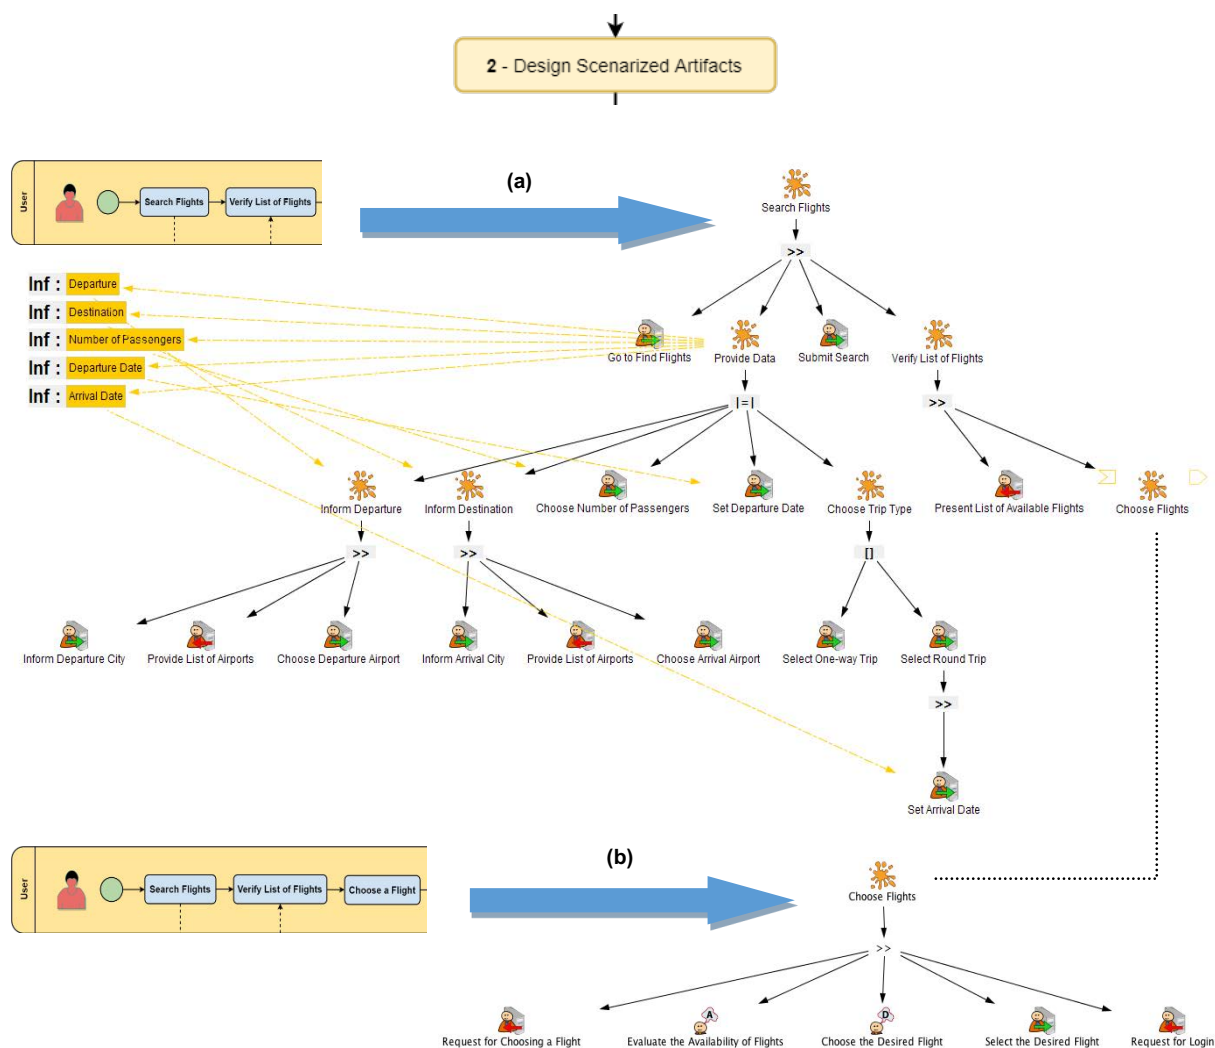 2 - Design Scenarized Artifacts
(a)
User
Search Flights
Verify List of Flights
Search Flights
>>
Inf : Departure
Inf : Destination
Inf : Number of Passengers
Inf : Departure Date
Inf : Arrival Date
Go to Find Flights
Provide Data
Submit Search
Verify List of Flights
|=|
>>
Inform Departure
Inform Destination
Choose Number of Passengers
Set Departure Date
Choose Trip Type
Present List of Available Flights
Choose Flights
>>
>>
[]
Inform Departure City
Provide List of Airports
Choose Departure Airport
Inform Arrival City
Provide List of Airports
Choose Arrival Airport
Select One-way Trip
Select Round Trip
>>
Set Arrival Date
(b)
User
Search Flights
Verify List of Flights
Choose a Flight
Choose Flights
>>
A
D
Request for Choosing a Flight
Evaluate the Availability of Flights
Choose the Desired Flight
Select the Desired Flight
Request for Login